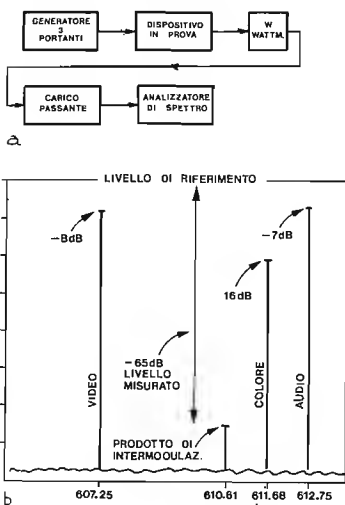 GENERATORE
3
PORTANTI
DISPOSITIVO
IN PROVA
W
WATTM.
CARICO
PASSANTE
ANALIZZATORE
DI SPETTRO
a
LIVELLO DI RIFERIMENTO
-8dB
-7dB
16dB
-65dB
LIVELLO
MISURATO
VIDEO
COLORE
AUDIO
PRODOTTO DI
INTERMODULAZ.
b
607.25
610.61
611.68
612.75